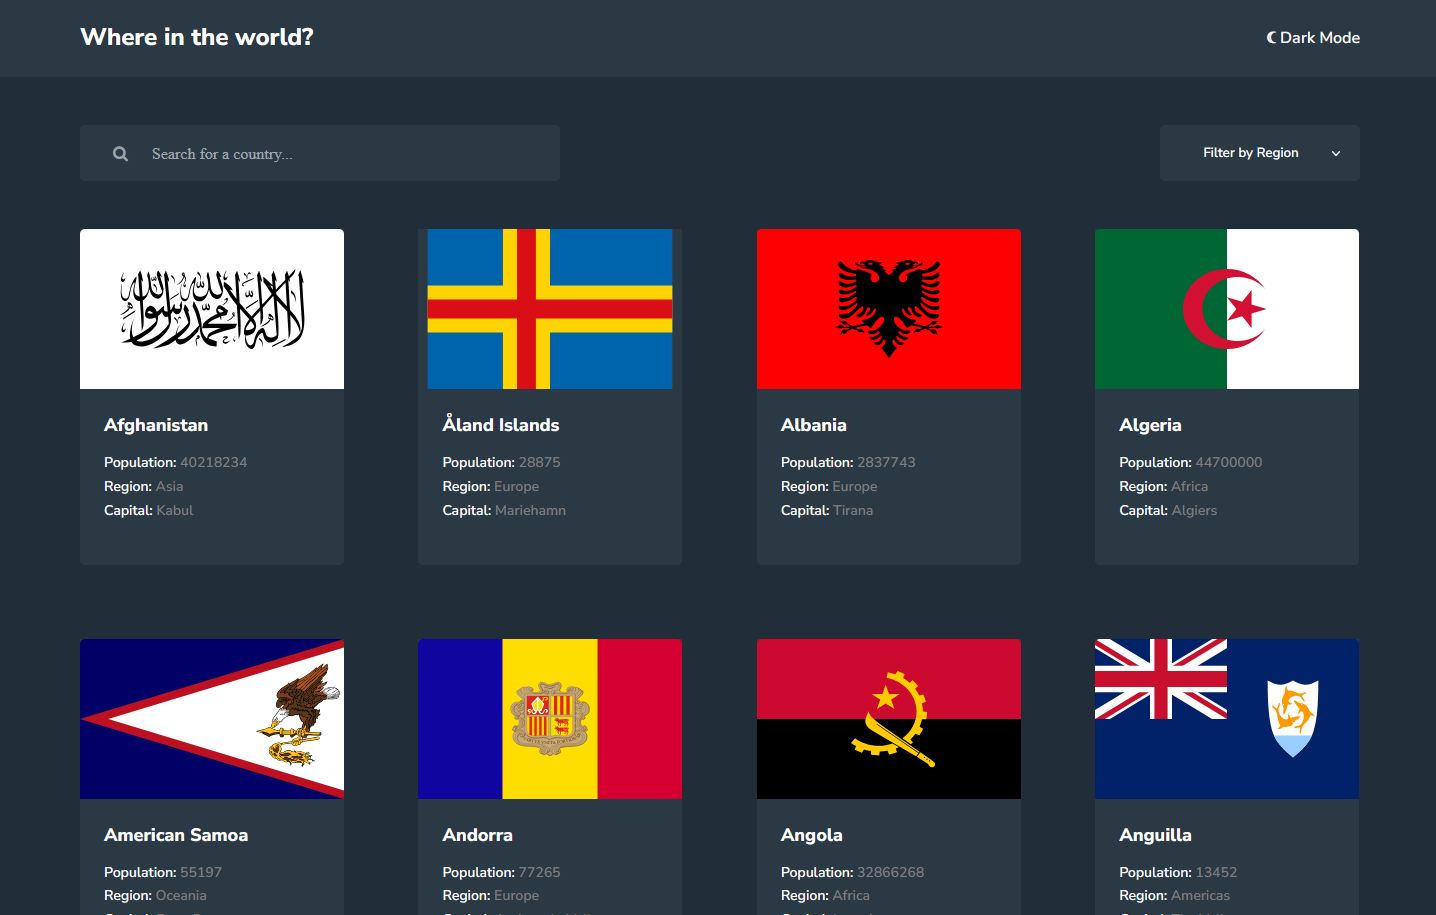 Where in the world?
Dark Mode
Search for a country...
Filter by Region
لا إله إلا الله محمد رسول الله
Afghanistan
Population: 40218234
Region: Asia
Capital: Kabul
Åland Islands
Population: 28875
Region: Europe
Capital: Mariehamn
Albania
Population: 2837743
Region: Europe
Capital: Tirana
Algeria
Population: 44700000
Region: Africa
Capital: Algiers
American Samoa
Population: 55197
Region: Oceania
Andorra
Population: 77265
Region: Europe
Angola
Population: 32866268
Region: Africa
Anguilla
Population: 13452
Region: Americas